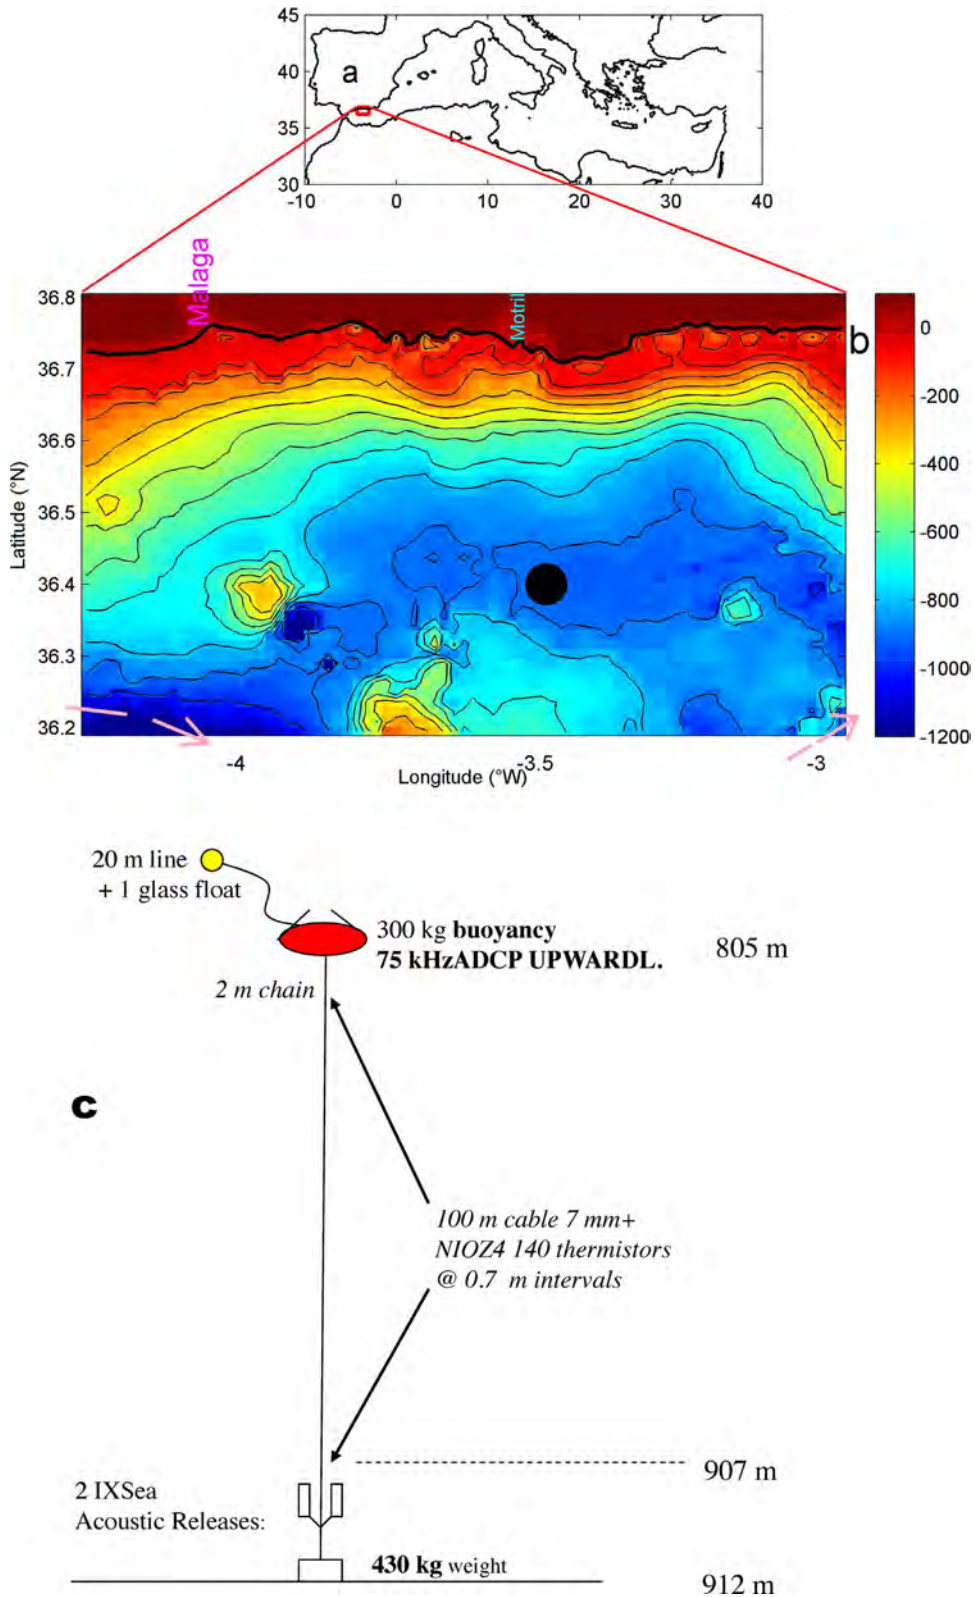 45
40
35
30
a
-10
0
10
20
30
40
Malaga
Motril
36.8
36.7
36.6
36.5
36.4
36.3
36.2
Latitude (°N)
b
0
-200
-400
-600
-800
-1000
-1200
-4
-3.5
-3
Longitude (°W)
20 m line
+ 1 glass float
300 kg buoyancy
75 kHzADCP UPWARDL.
805 m
2 m chain
c
100 m cable 7 mm+
NIOZ4 140 thermistors
@ 0.7 m intervals
907 m
2 IXSea
Acoustic Releases:
430 kg weight
912 m